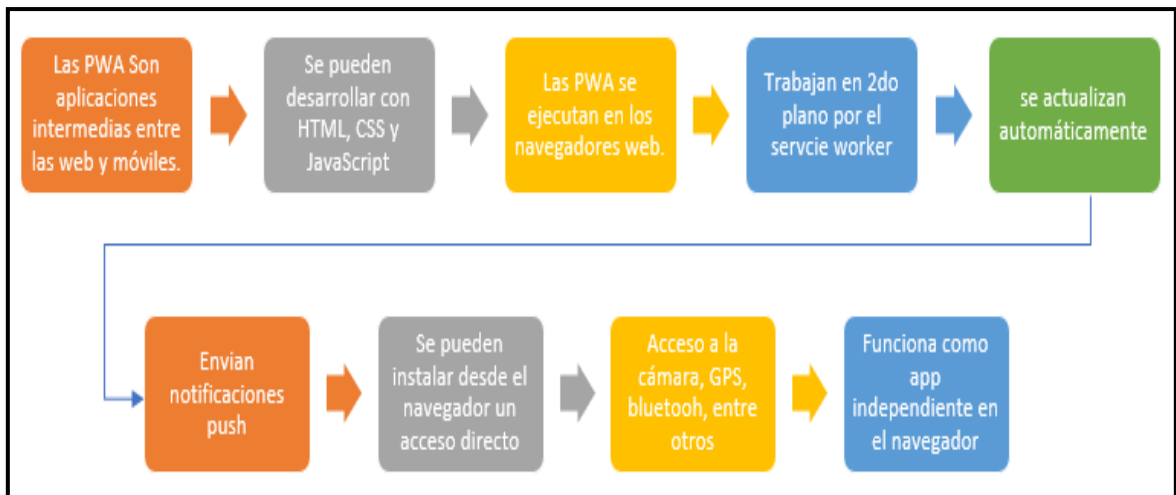 Las PWA Son
aplicaciones
intermedias entre
las web y móviles.
Se pueden
desarrollar con
HTML, CSS y
JavaScript
Las PWA se
ejecutan en los
navegadores web.
Trabajan en 2do
plano por el
servcie worker
se actualizan
automáticamente
Envian
notificaciones
push
Se pueden
instalar desde el
navegador un
acceso directo
Acceso a la
cámara, GPS,
bluetooh, entre
otros
Funciona como
app
independiente en
el navegador